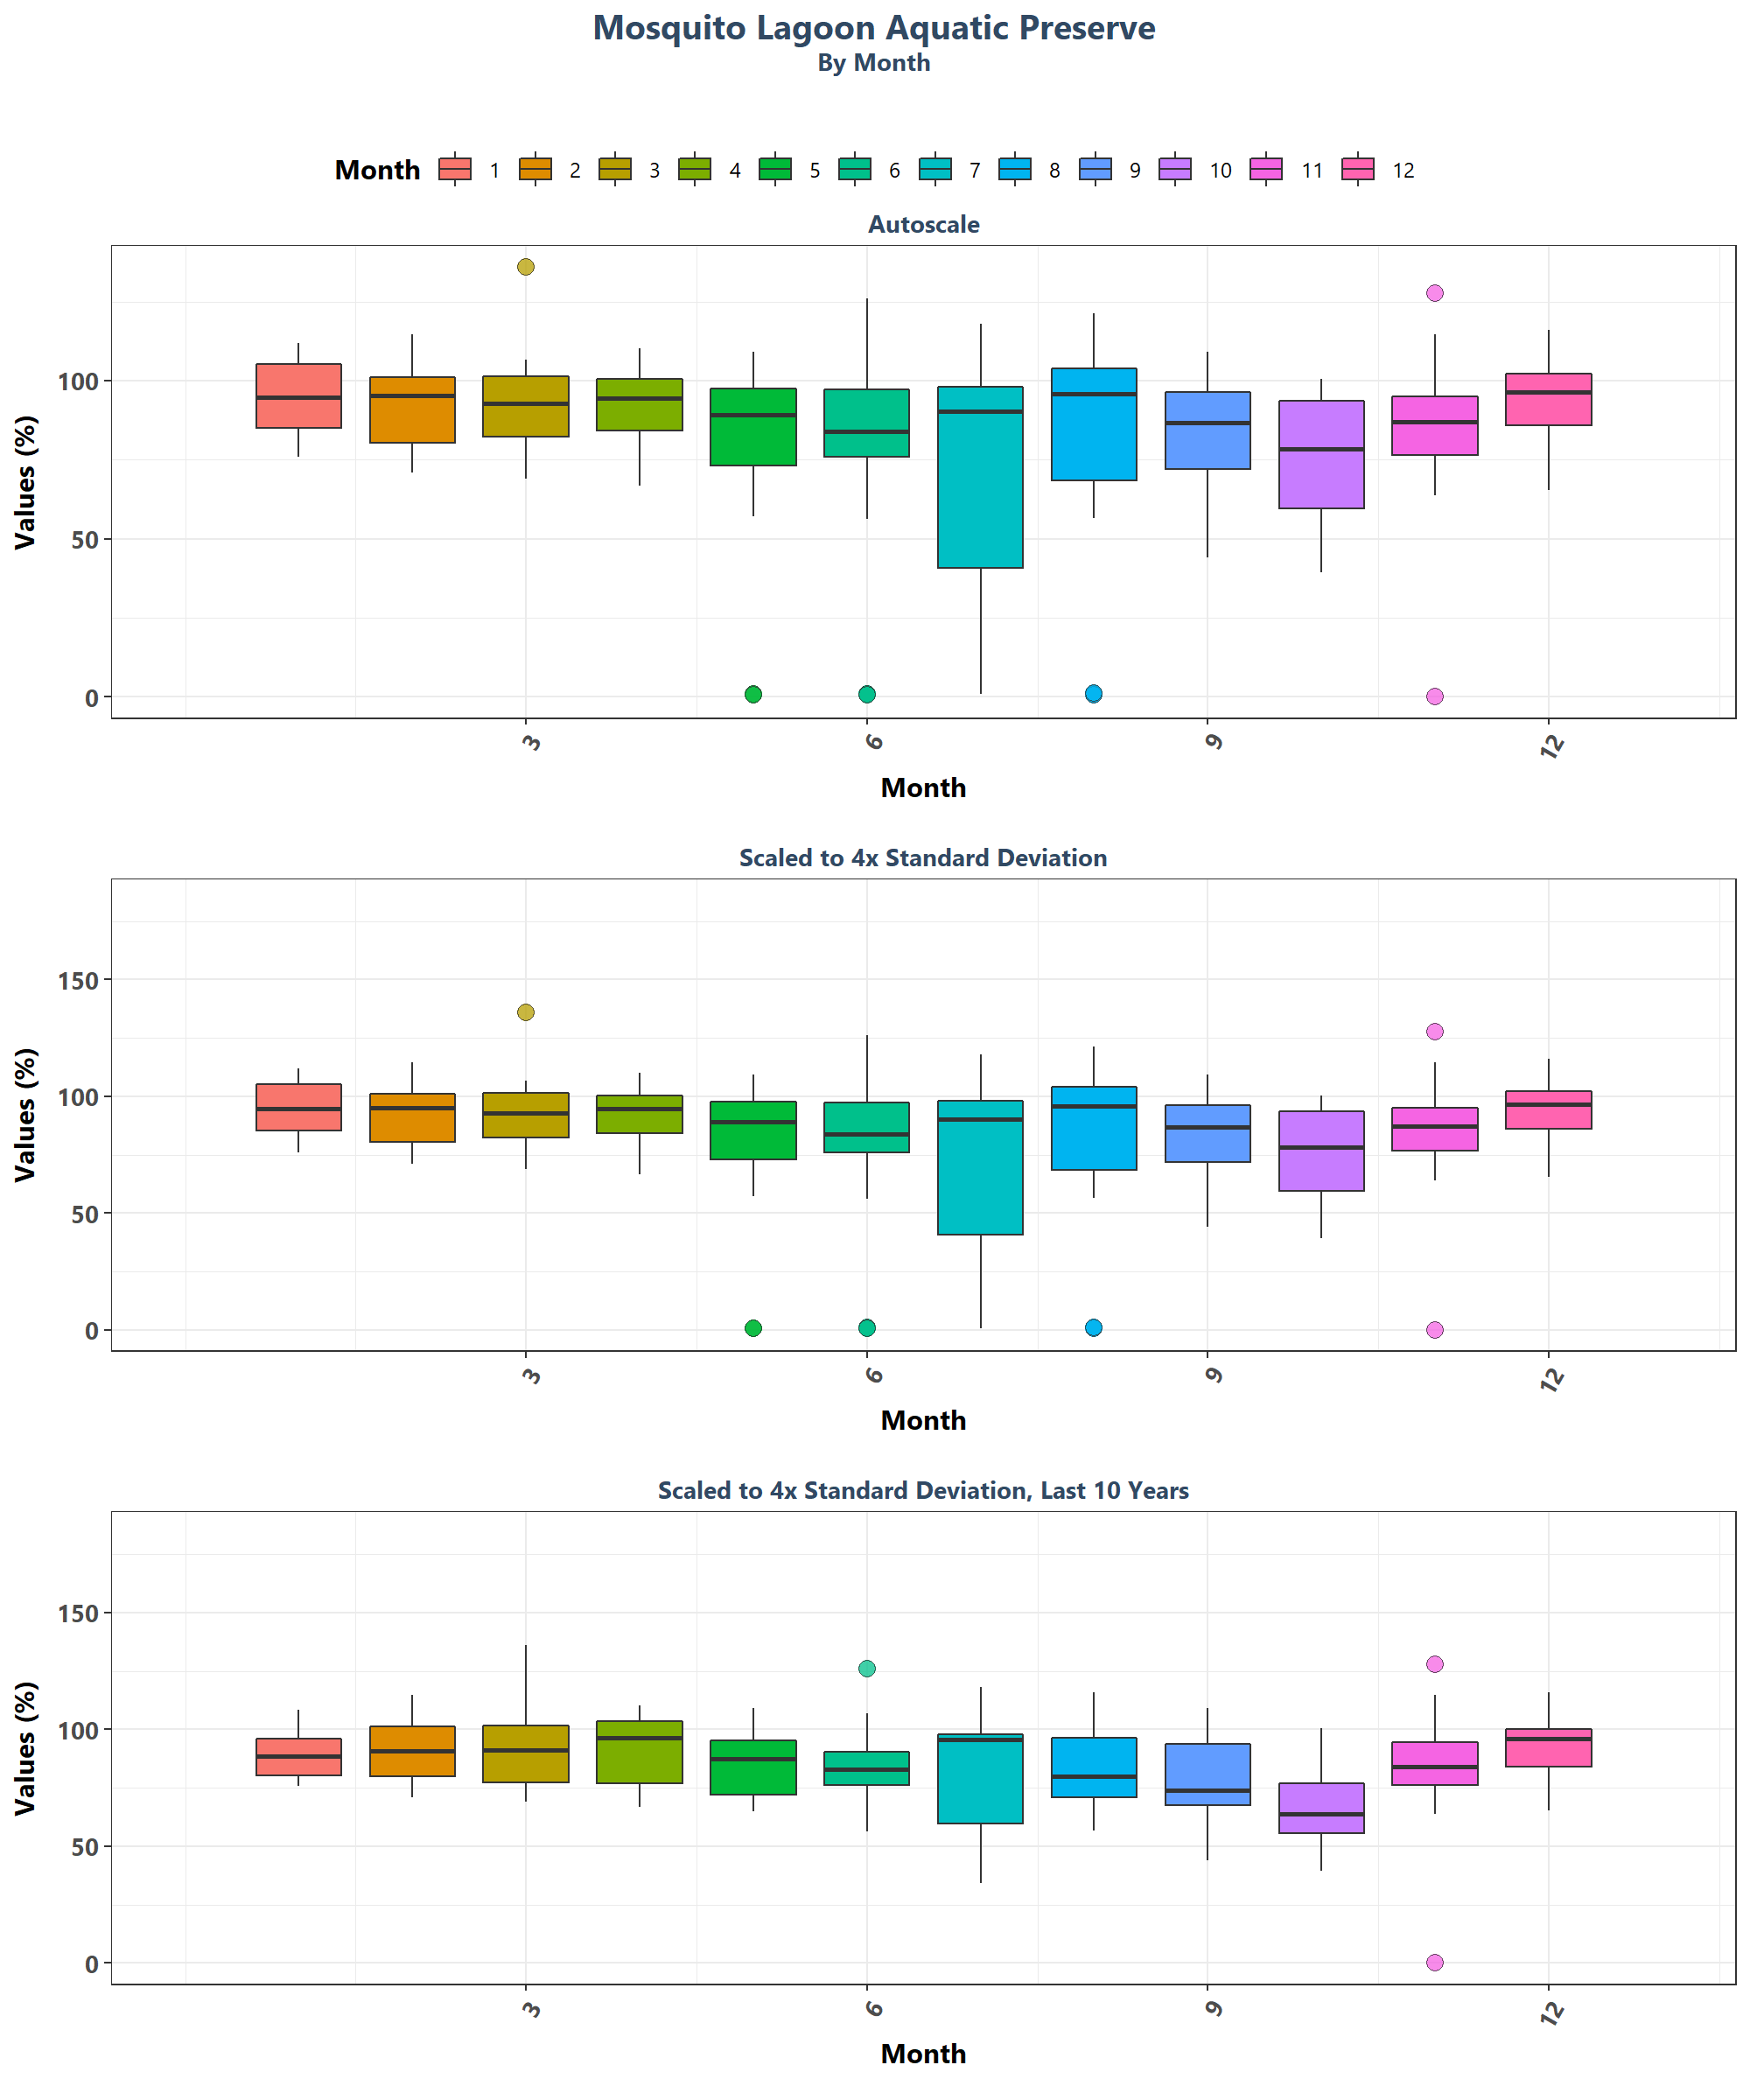 Mosquito Lagoon Aquatic Preserve
By Month
Month 1 2 3 4 5 6 7 8 9 10 11 12
Autoscale
Values (%)
100
50
0
3 6 9 12
Month
Scaled to 4x Standard Deviation
Values (%)
150
100
50
0
3 6 9 12
Month
Scaled to 4x Standard Deviation, Last 10 Years
Values (%)
150
100
50
0
3 6 9 12
Month